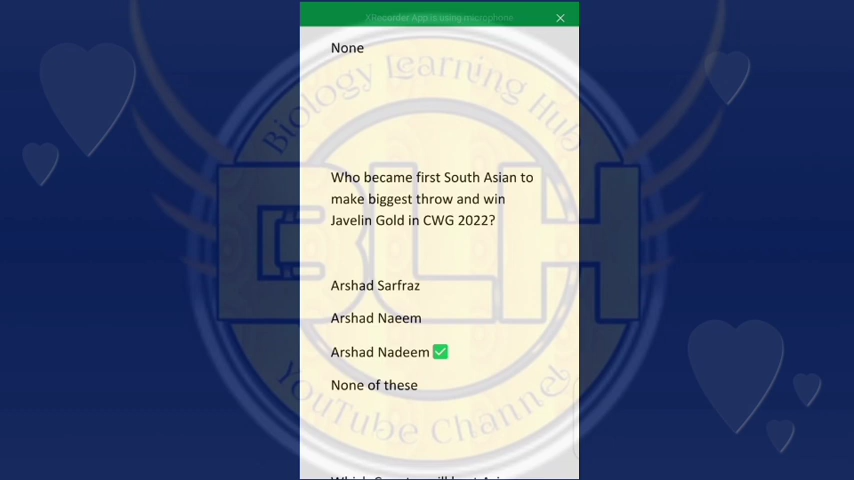 XRecorder App is using microphone
None
Biology Learning Hub
Who became first South Asian to
make biggest throw and win
Javelin Gold in CWG 2022?
BLH
Arshad Sarfraz
Arshad Naeem
Arshad Nadeem ✅
None of these
YouTube Channel